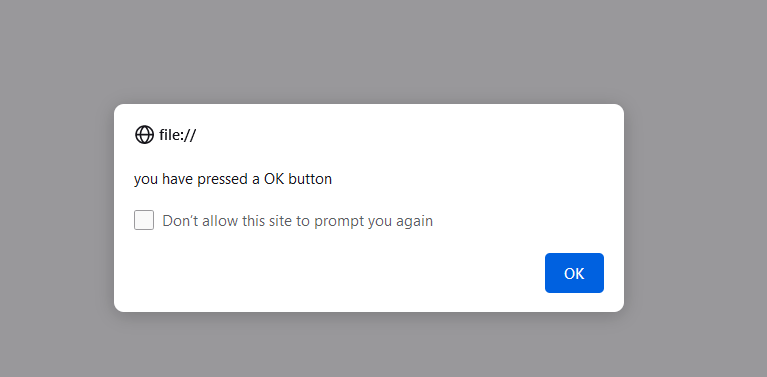 file://
you have pressed a OK button
Don't allow this site to prompt you again
OK